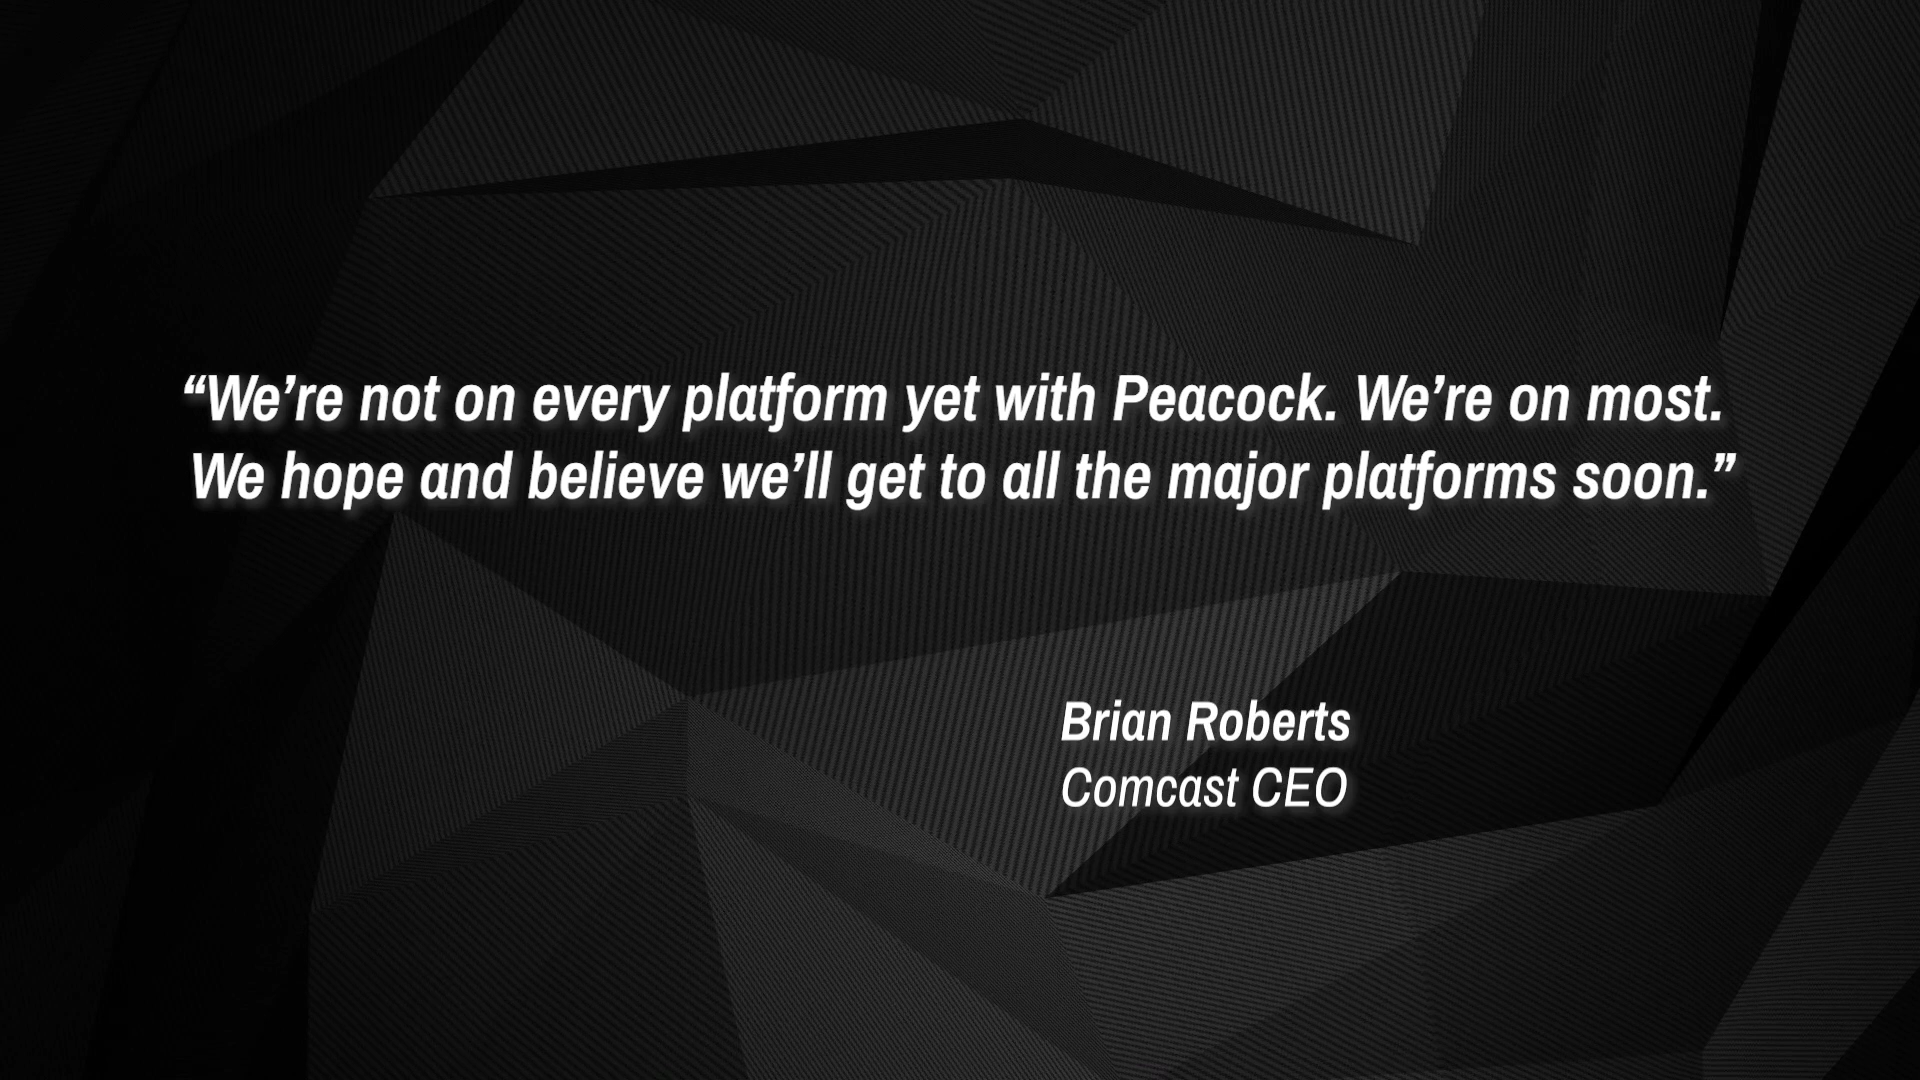 “We’re not on every platform yet with Peacock. We’re on most.
We hope and believe we’ll get to all the major platforms soon.”
Brian Roberts
Comcast CEO